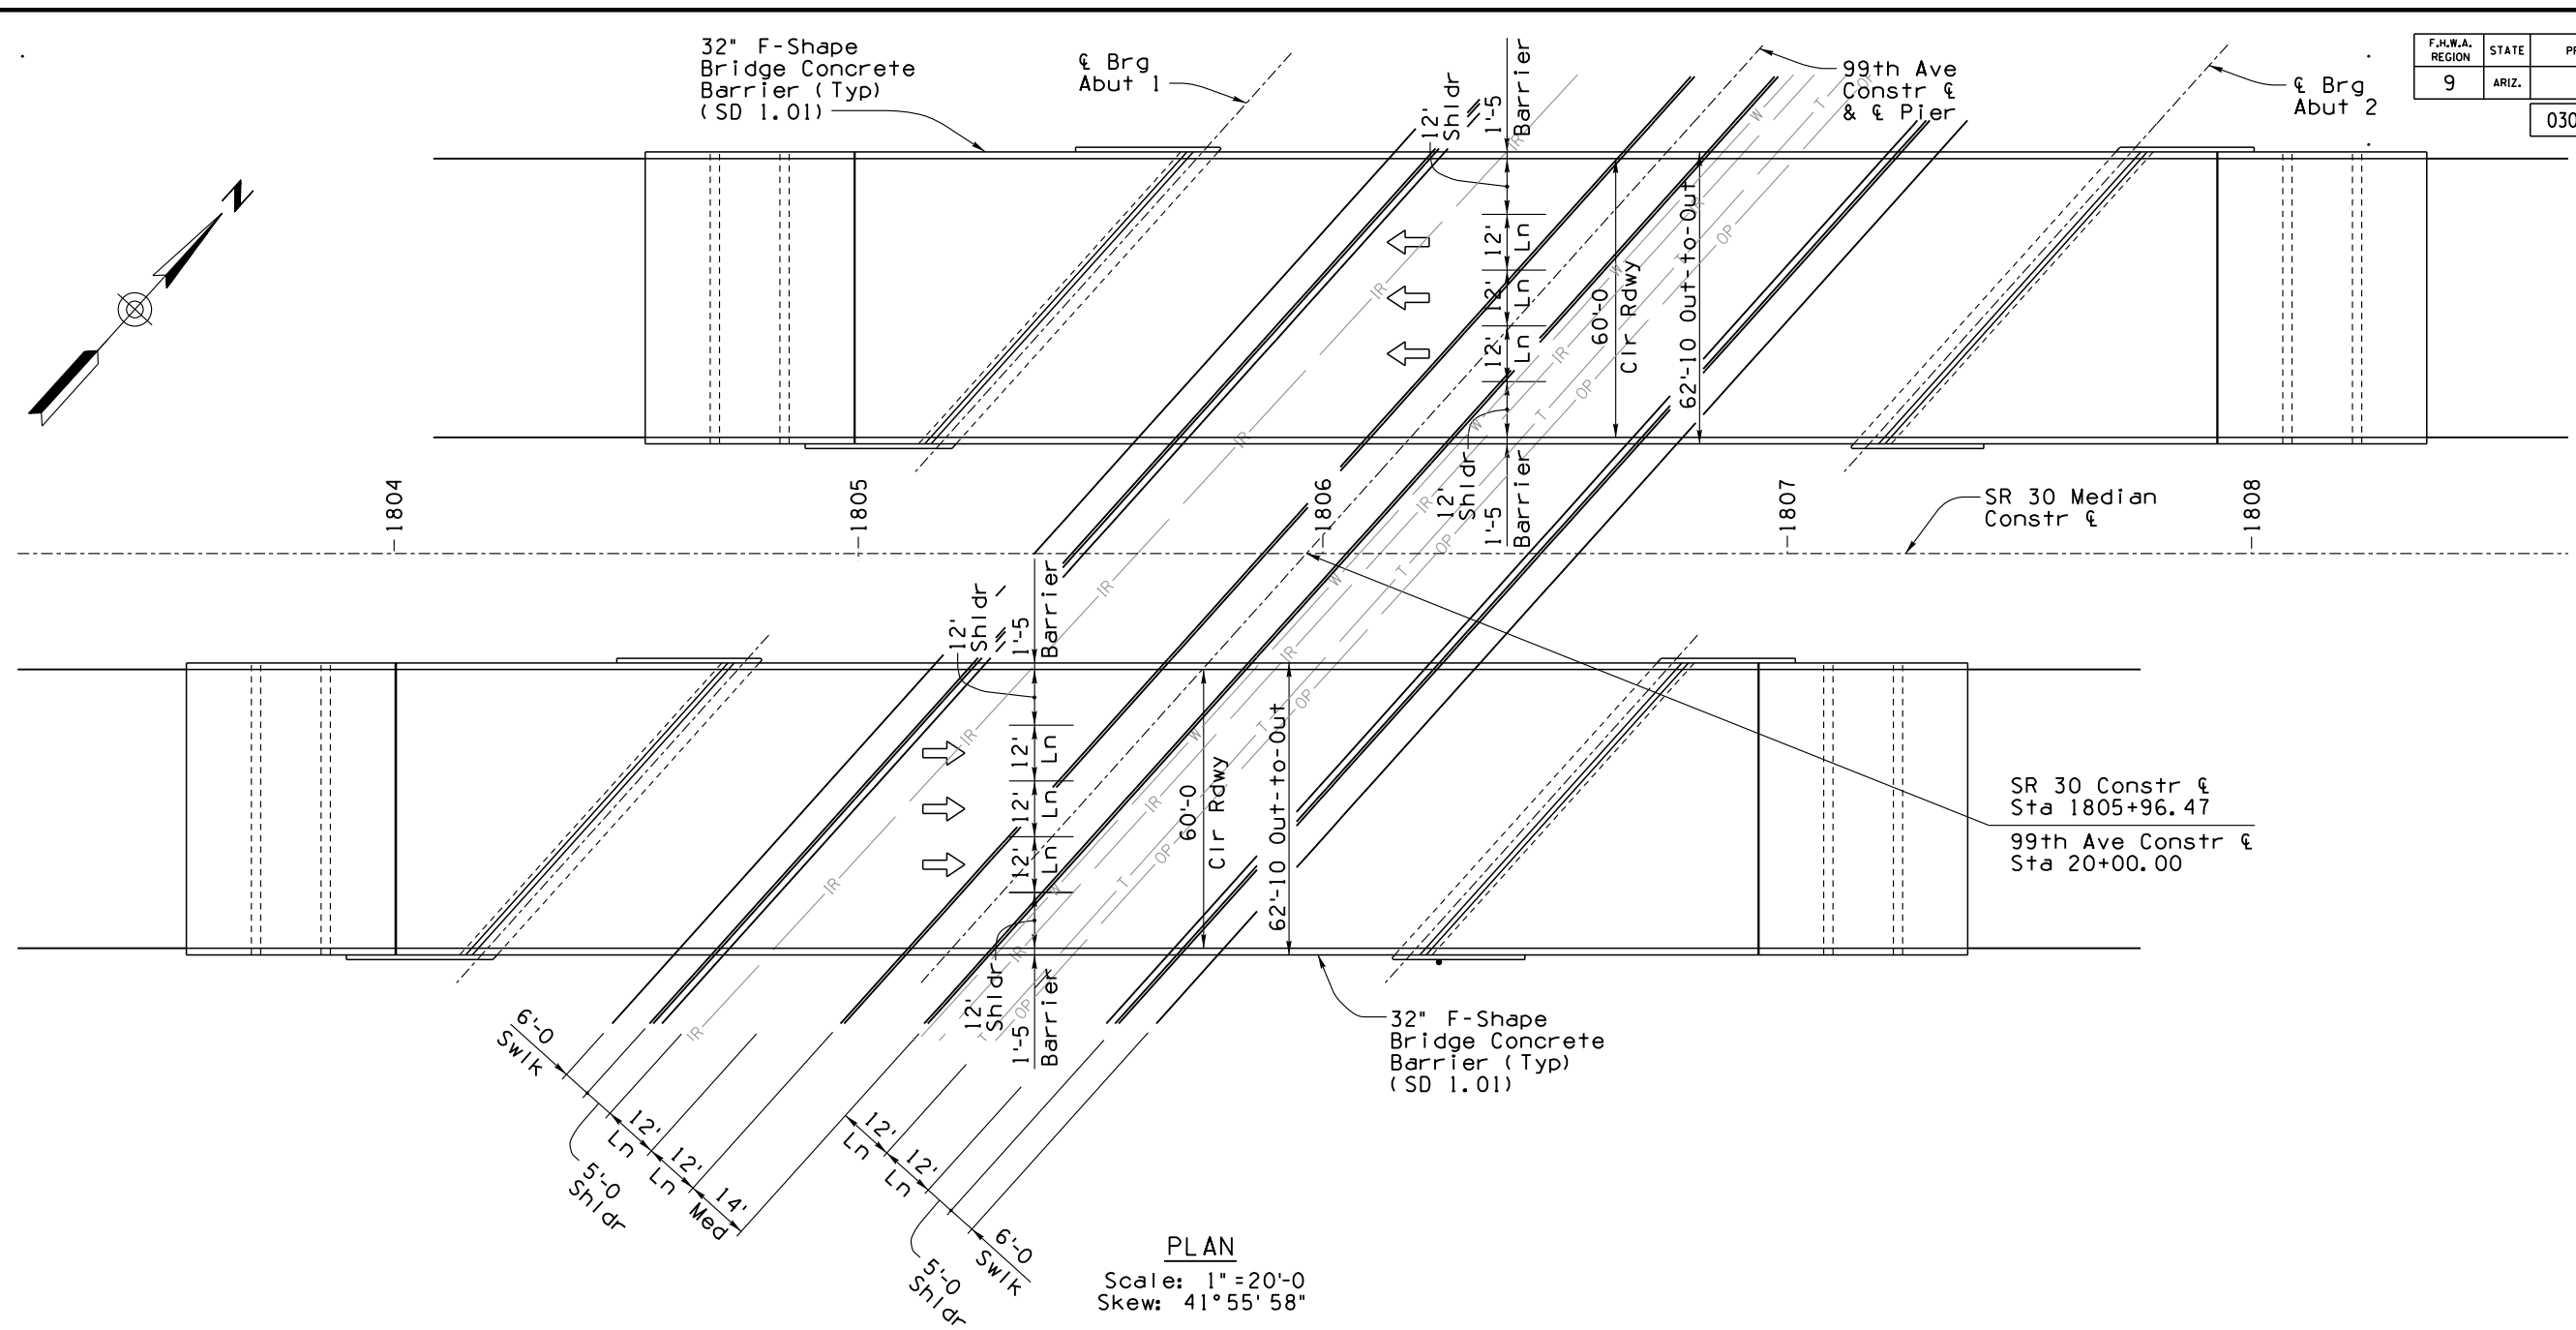 32" F-Shape
Bridge Concrete
Barrier (Typ)
(SD 1.01)
℄ Brg
Abut 1
12'
Shldr
1'-5
Barrier
99th Ave
Constr ℄
& ℄ Pier
℄ Brg
Abut 2
F.H.W.A.
REGION
STATE
9
ARIZ.
030
N
IR
W
T
OP
12'
Ln
12'
Ln
12'
Ln
60'-0
Clr Rdwy
62'-10 Out-to-Out
12'
Shldr
1'-5
Barrier
1804
1805
1806
1807
1808
SR 30 Median
Constr ℄
12'
Shldr
1'-5
Barrier
12'
Ln
12'
Ln
12'
Ln
60'-0
Clr Rdwy
62'-10 Out-to-Out
12'
Shldr
1'-5
Barrier
SR 30 Constr ℄
Sta 1805+96.47
99th Ave Constr ℄
Sta 20+00.00
32" F-Shape
Bridge Concrete
Barrier (Typ)
(SD 1.01)
6'-0
Swlk
5'-0
Shldr
12'
Ln
12'
Ln
14'
Med
12'
Ln
12'
Ln
5'-0
Shldr
6'-0
Swlk
PLAN
Scale: 1"=20'-0
Skew: 41°55'58"